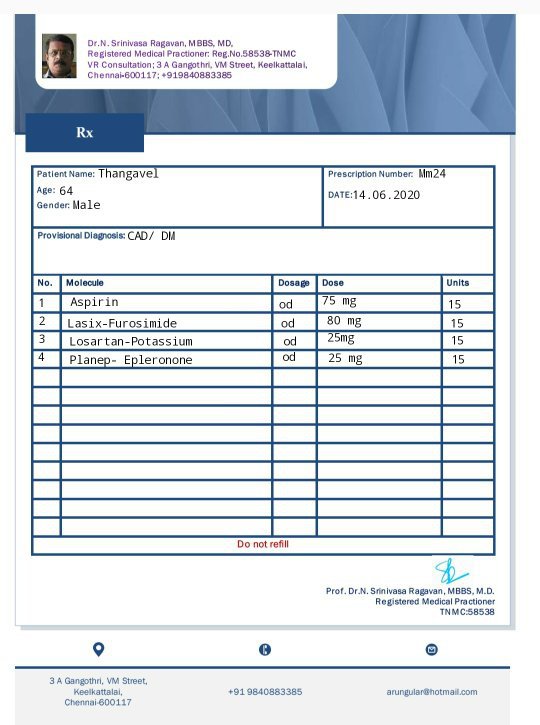 Dr.N. Srinivasa Ragavan, MBBS, MD,
Registered Medical Practioner: Reg.No.58538-TNMC
VR Consultation; 3 A Gangothri, VM Street, Keelkattalai,
Chennai-600117; +919840883385
Rx
Patient Name: Thangavel
Prescription Number: Mm24
Age: 64
DATE:14.06.2020
Gender: Male
Provisional Diagnosis: CAD/ DM
No. Molecule Dosage Dose Units
1 Aspirin od 75 mg 15
2 Lasix-Furosimide od 80 mg 15
3 Losartan-Potassium od 25mg 15
4 Planep- Epleronone od 25 mg 15
Do not refill
Prof. Dr.N. Srinivasa Ragavan, MBBS, M.D.
Registered Medical Practioner
TNMC:58538
3 A Gangothri, VM Street,
Keelkattalai,
Chennai-600117
+91 9840883385
arungular@hotmail.com